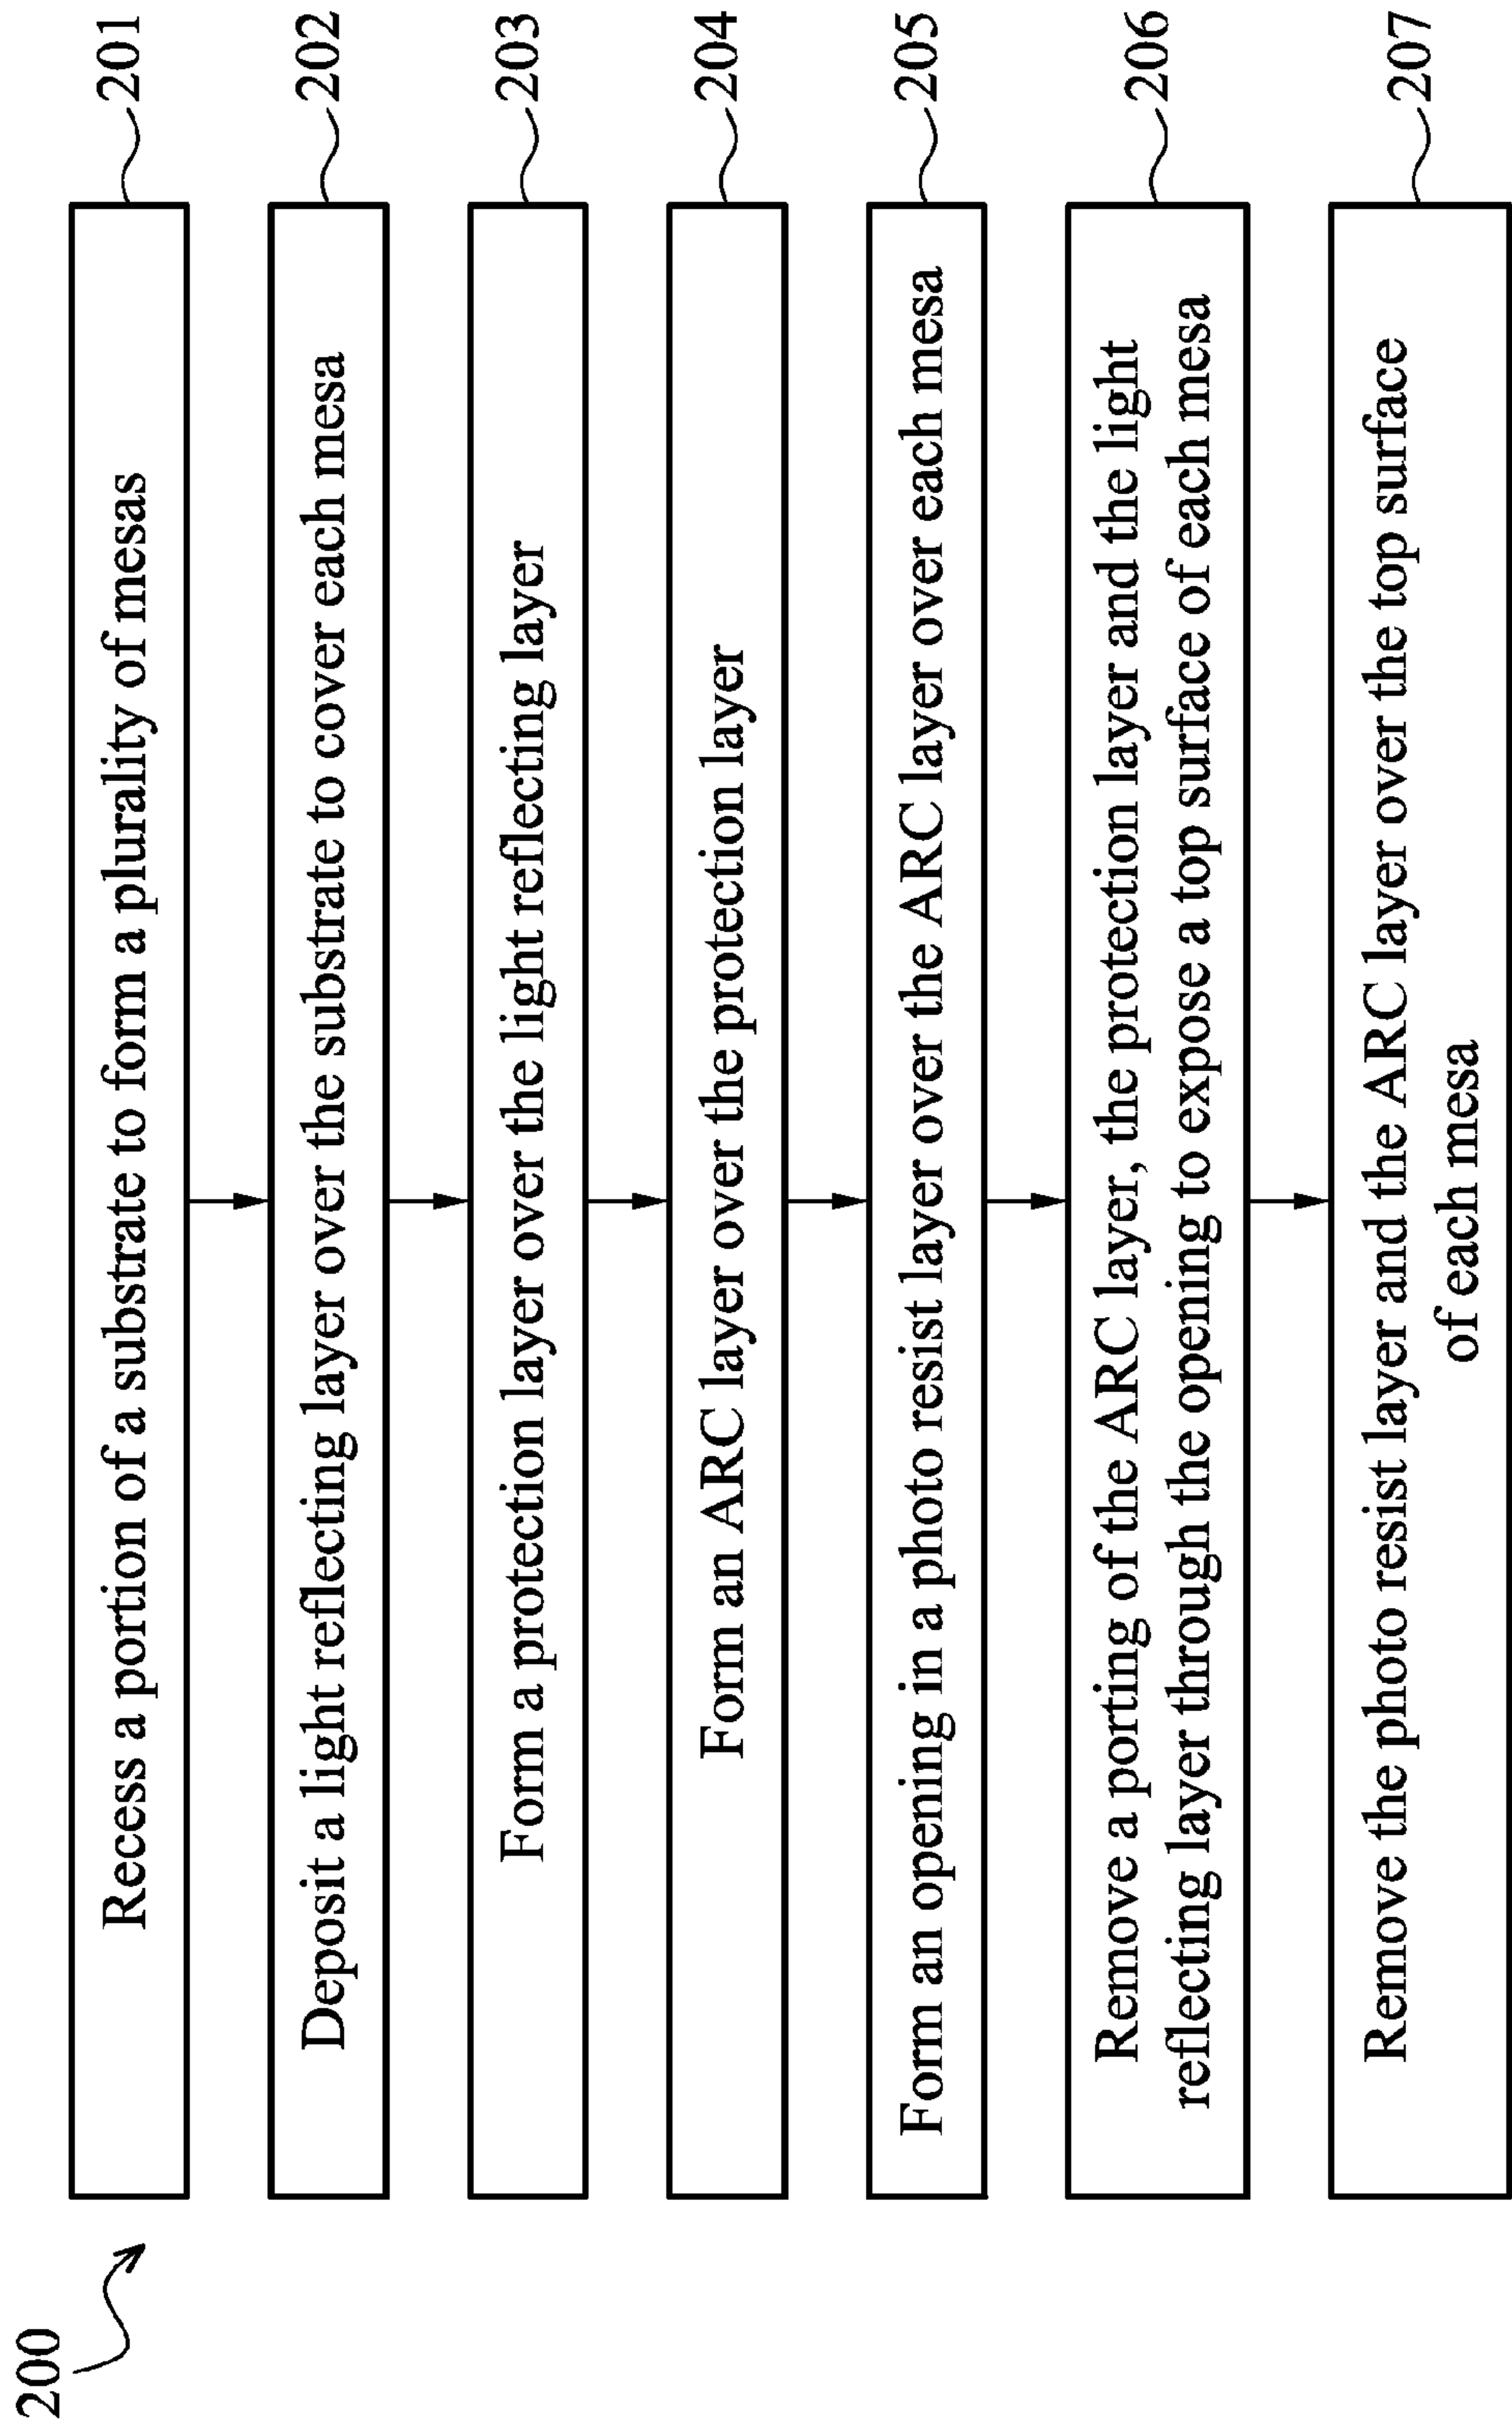 200
Recess a portion of a substrate to form a plurality of mesas
201
Deposit a light reflecting layer over the substrate to cover each mesa
202
Form a protection layer over the light reflecting layer
203
Form an ARC layer over the protection layer
204
Form an opening in a photo resist layer over the ARC layer over each mesa
205
Remove a porting of the ARC layer, the protection layer and the light
reflecting layer through the opening to expose a top surface of each mesa
206
Remove the photo resist layer and the ARC layer over the top surface
of each mesa
207